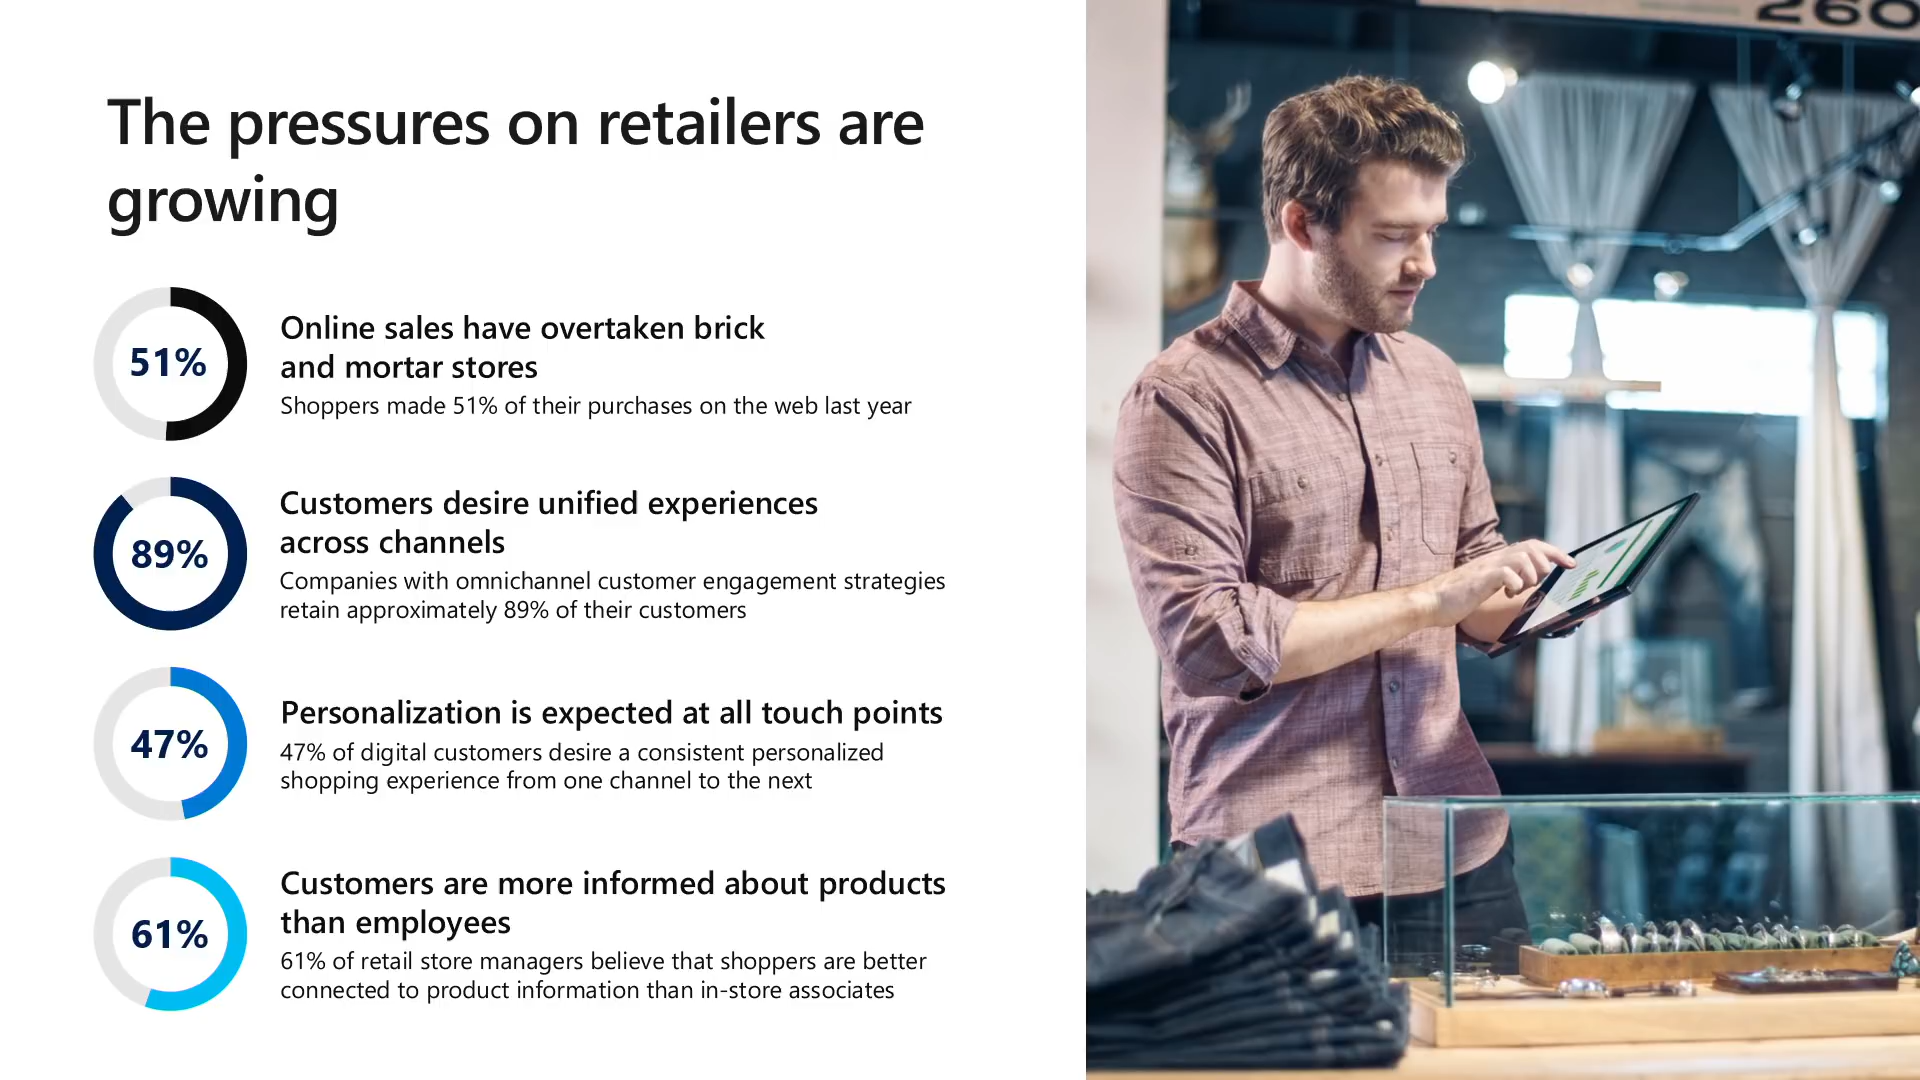 The pressures on retailers are
growing
51%
Online sales have overtaken brick
and mortar stores
Shoppers made 51% of their purchases on the web last year
89%
Customers desire unified experiences
across channels
Companies with omnichannel customer engagement strategies
retain approximately 89% of their customers
47%
Personalization is expected at all touch points
47% of digital customers desire a consistent personalized
shopping experience from one channel to the next
61%
Customers are more informed about products
than employees
61% of retail store managers believe that shoppers are better
connected to product information than in-store associates
260